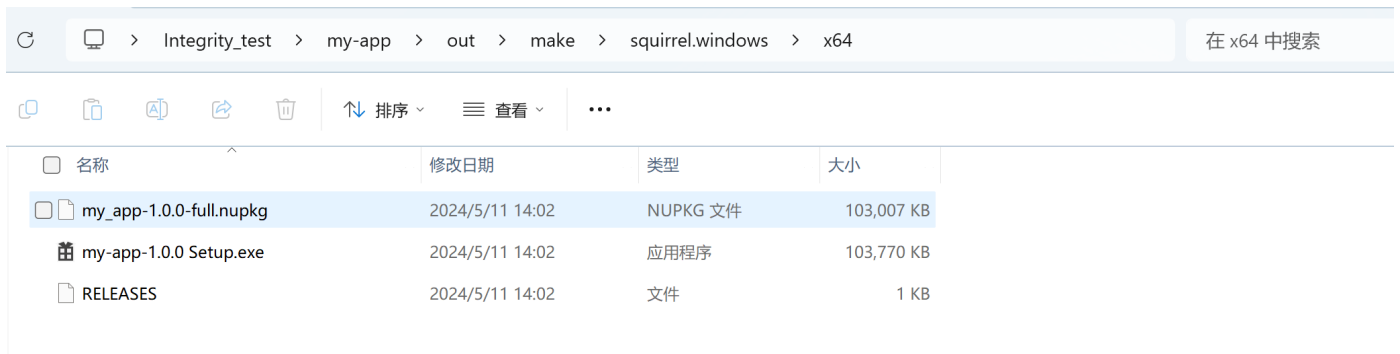 Integrity_test > my-app > out > make > squirrel.windows > x64 在 x64 中搜索
排序 查看
名称 修改日期 类型 大小
my_app-1.0.0-full.nupkg 2024/5/11 14:02 NUPKG 文件 103,007 KB
my-app-1.0.0 Setup.exe 2024/5/11 14:02 应用程序 103,770 KB
RELEASES 2024/5/11 14:02 文件 1 KB